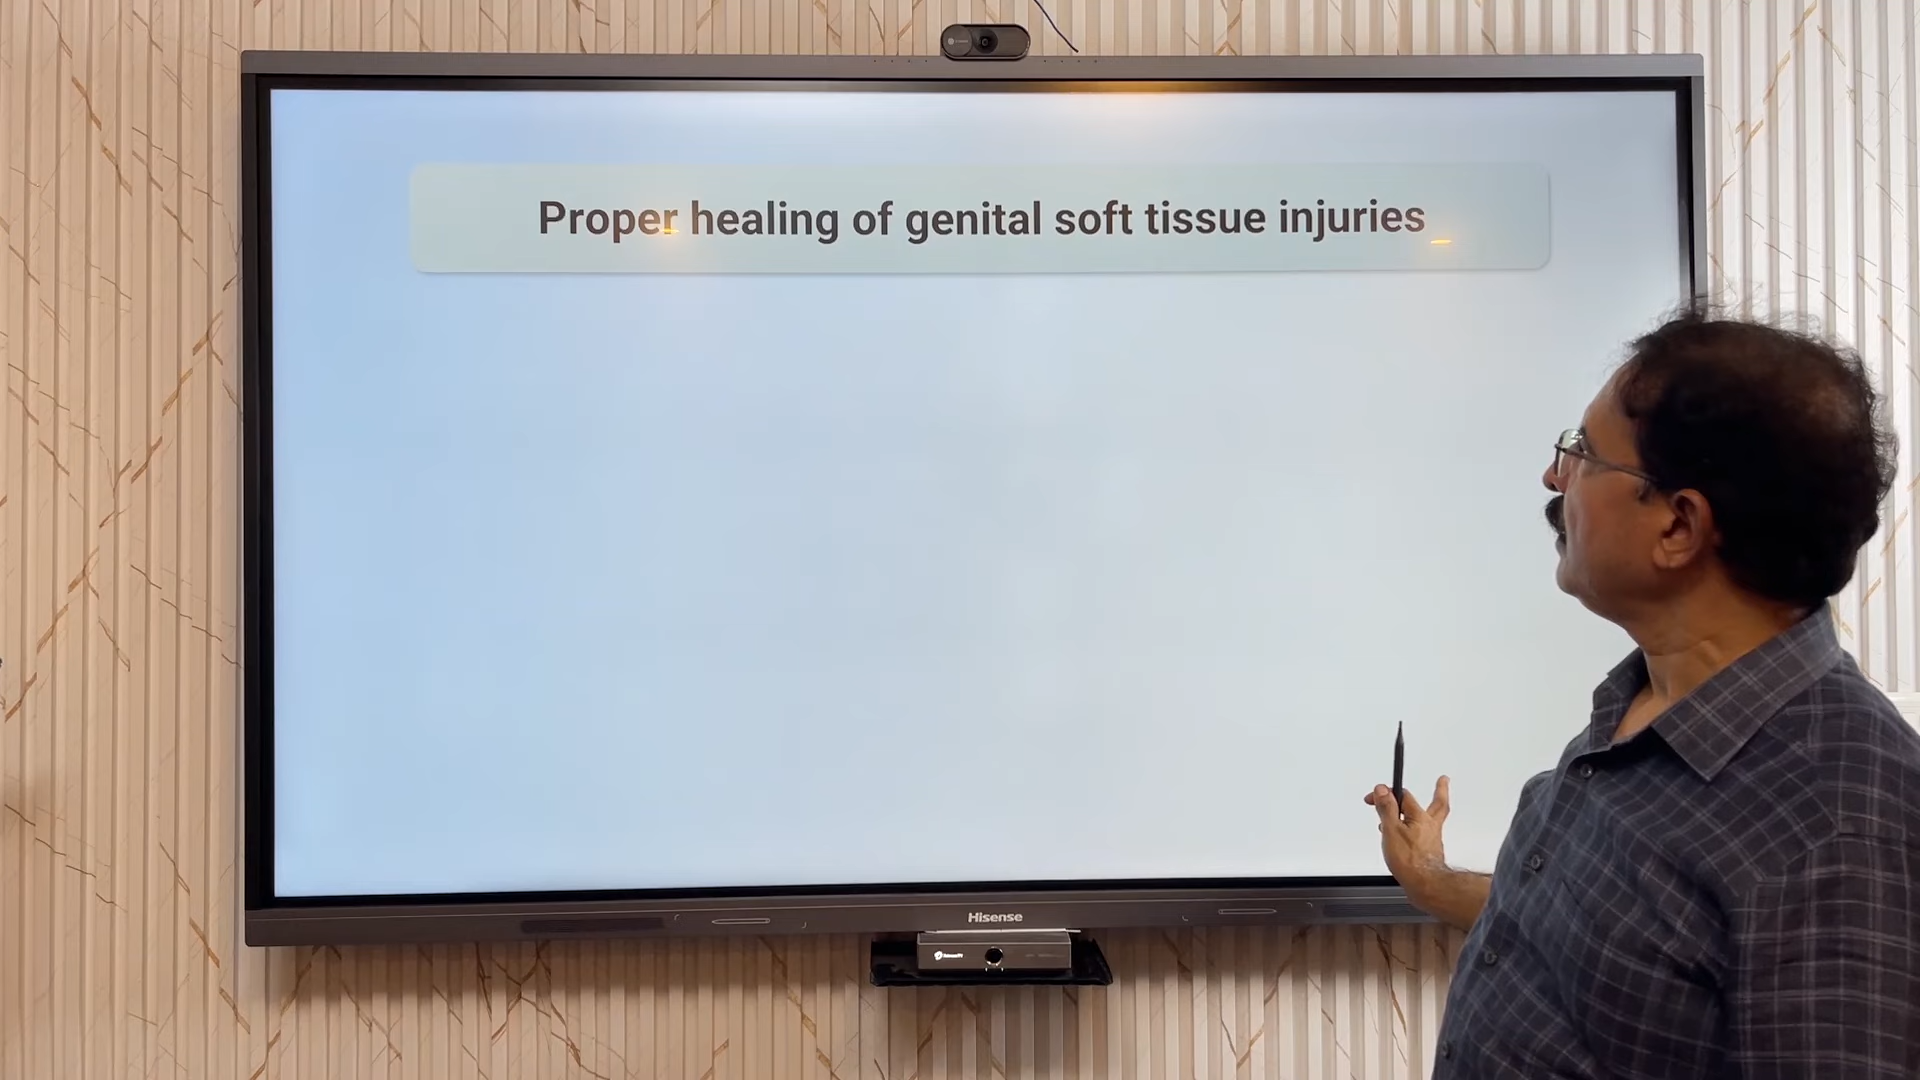 Proper healing of genital soft tissue injuries
Hisense